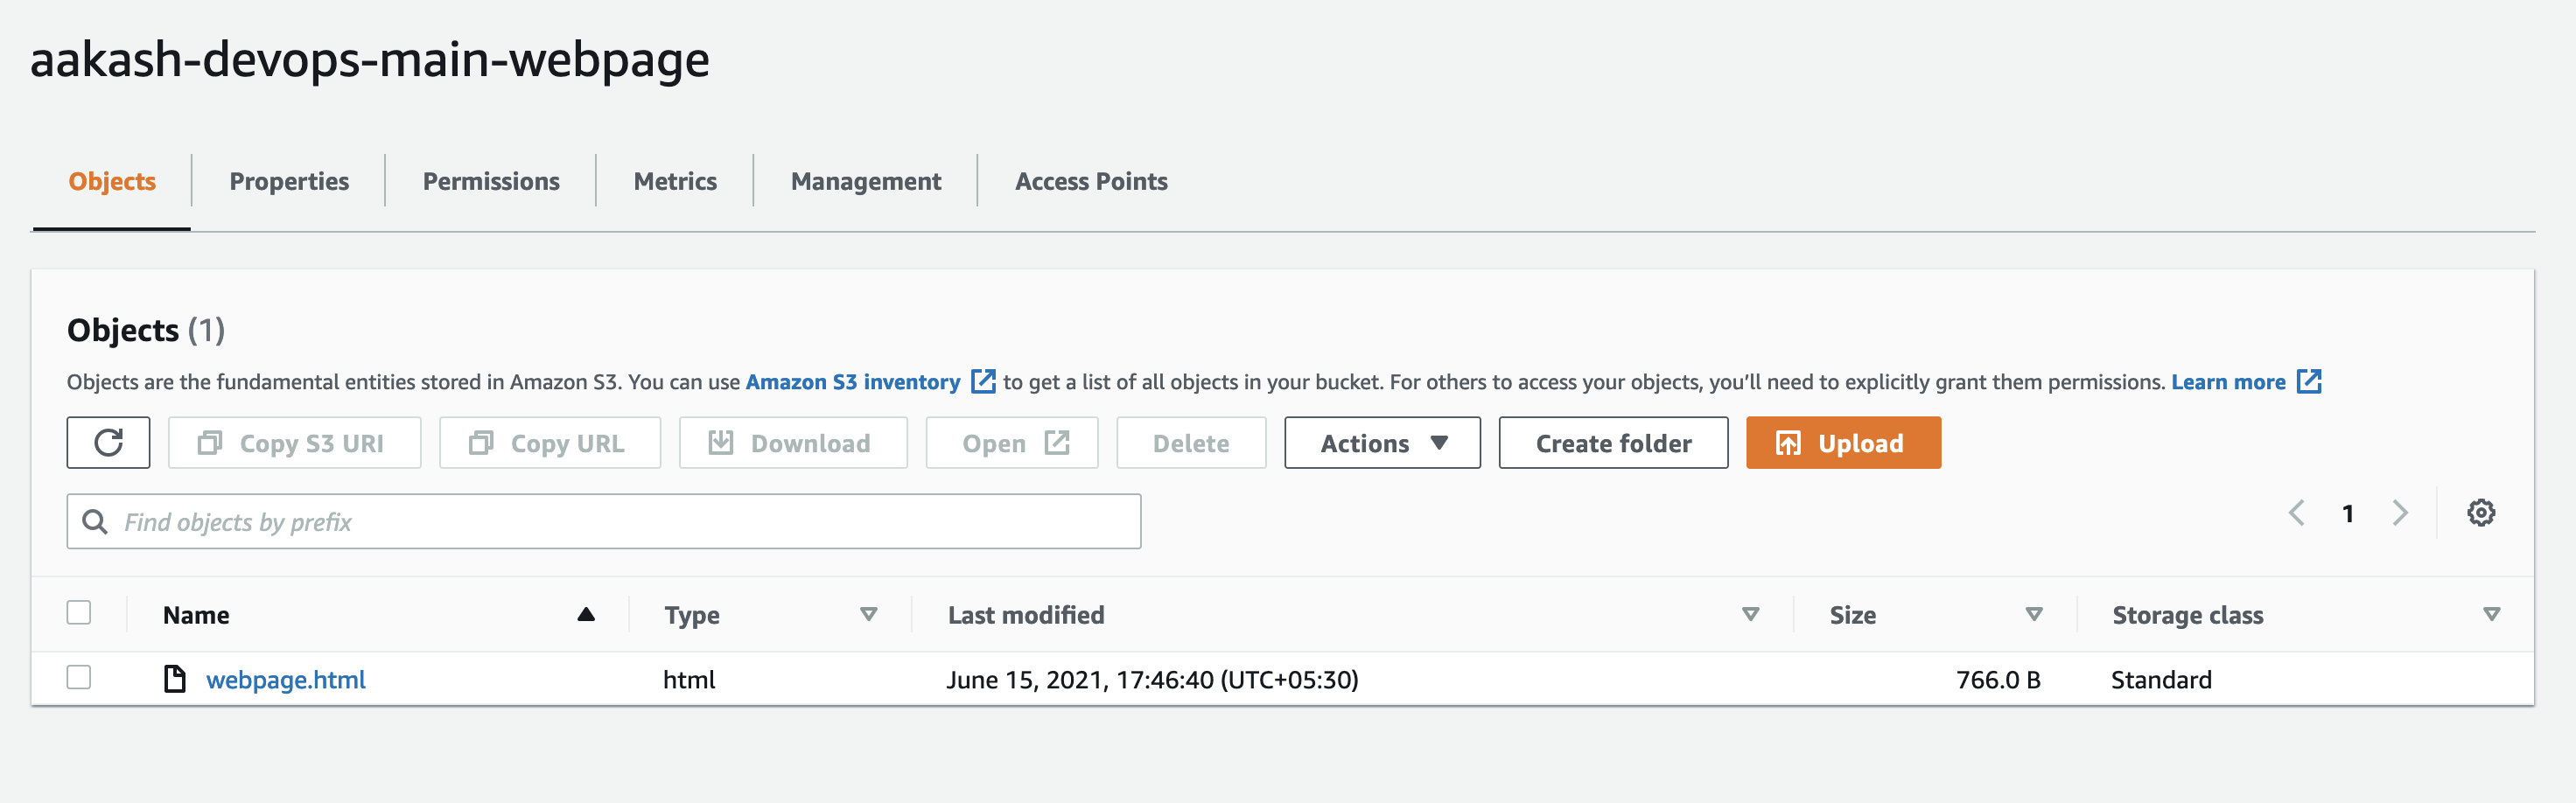 aakash-devops-main-webpage
Objects Properties Permissions Metrics Management Access Points
Objects (1)
Objects are the fundamental entities stored in Amazon S3. You can use Amazon S3 inventory to get a list of all objects in your bucket. For others to access your objects, you’ll need to explicitly grant them permissions. Learn more
Copy S3 URI Copy URL Download Open Delete Actions Create folder Upload
Find objects by prefix 1
Name Type Last modified Size Storage class
webpage.html html June 15, 2021, 17:46:40 (UTC+05:30) 766.0 B Standard